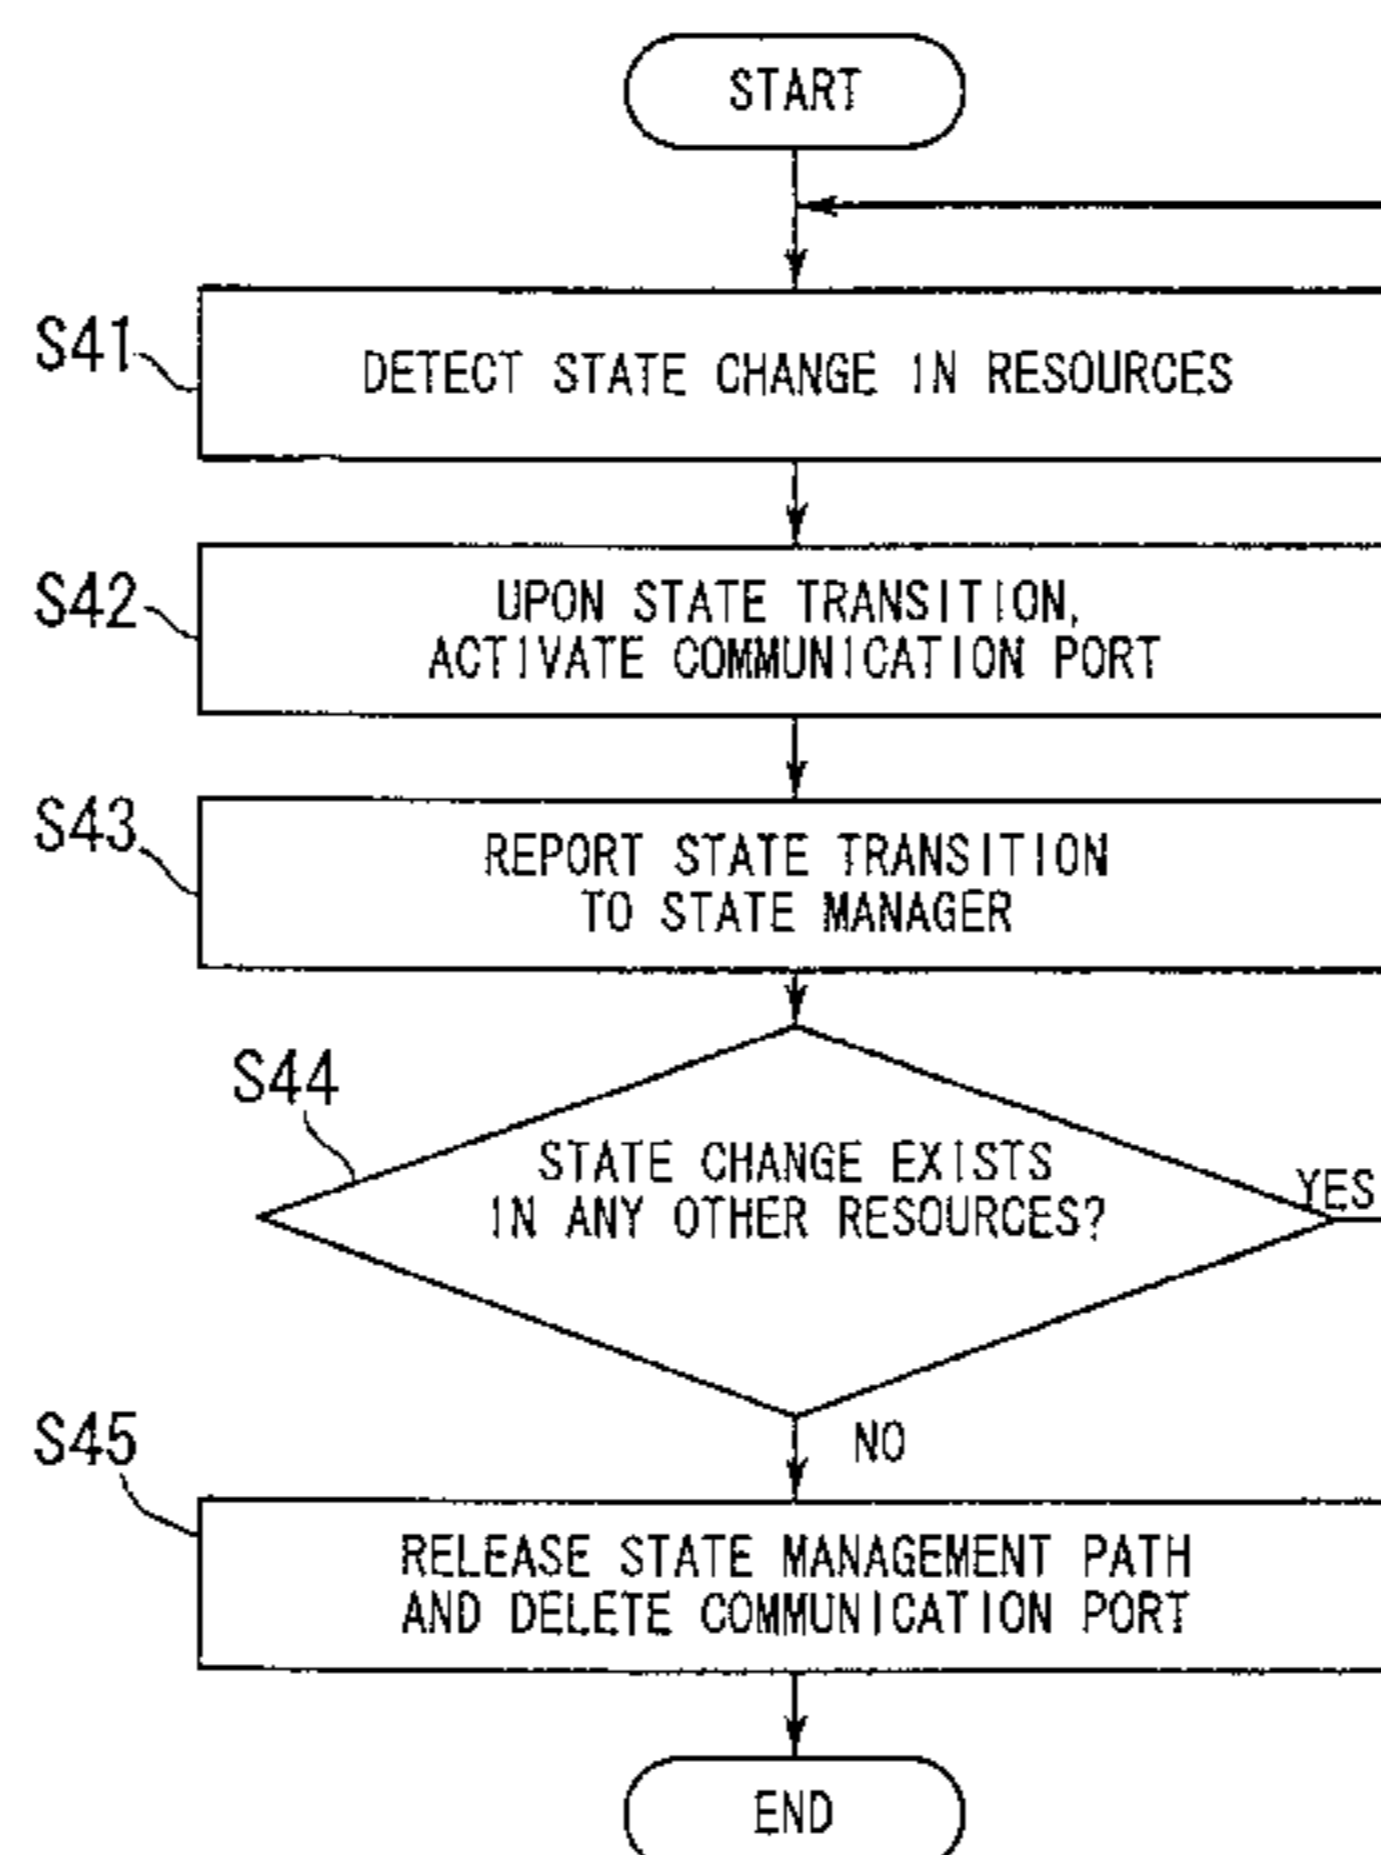 START
S41
DETECT STATE CHANGE IN RESOURCES
S42
UPON STATE TRANSITION,
ACTIVATE COMMUNICATION PORT
S43
REPORT STATE TRANSITION
TO STATE MANAGER
S44
STATE CHANGE EXISTS
IN ANY OTHER RESOURCES?
YES
NO
S45
RELEASE STATE MANAGEMENT PATH
AND DELETE COMMUNICATION PORT
END